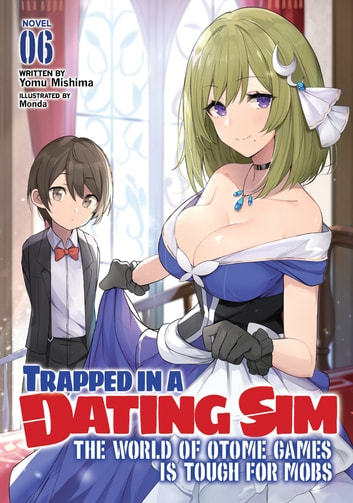 NOVEL
06
WRITTEN BY
Yomu Mishima
ILLUSTRATED BY
Monda
TRAPPED IN A
DATING SIM
THE WORLD OF OTOME GAMES
IS TOUGH FOR MOBS